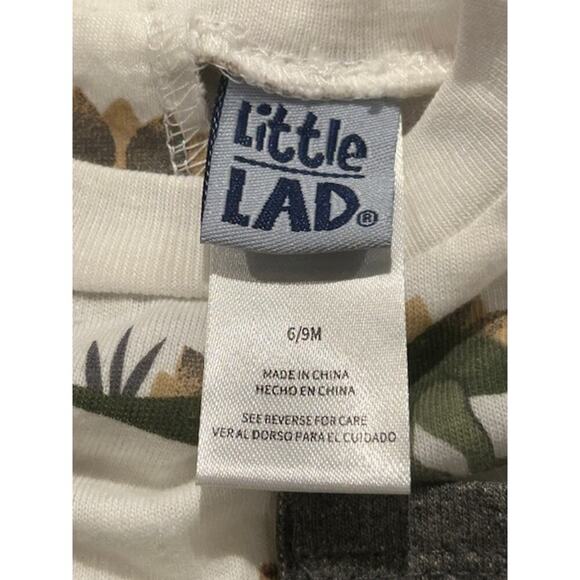 Little
LAD®
6/9M
MADE IN CHINA
HECHO EN CHINA
SEE REVERSE FOR CARE
VER AL DORSO PARA EL CUIDADO